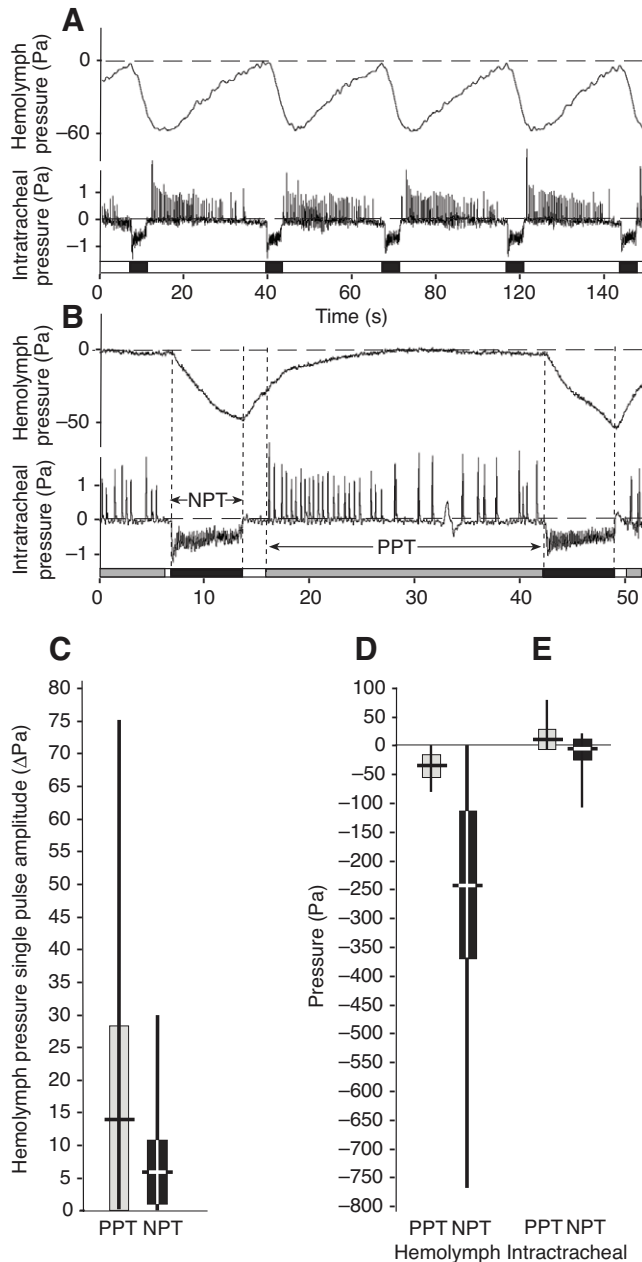 A
Hemolymph
pressure (Pa)
0
–60
Intratracheal
pressure (Pa)
1
0
–1
0 20 40 60 80 100 120 140
Time (s)
B
Hemolymph
pressure (Pa)
0
–50
Intratracheal
pressure (Pa)
1
0
–1
NPT
PPT
0 10 20 30 40 50
C
Hemolymph pressure single pulse amplitude (ΔPa)
80
75
70
65
60
55
50
45
40
35
30
25
20
15
10
5
0
PPT NPT
D E
Pressure (Pa)
100
50
0
–50
–100
–150
–200
–250
–300
–350
–400
–450
–500
–550
–600
–650
–700
–750
–800
PPT NPT PPT NPT
Hemolymph Intractracheal